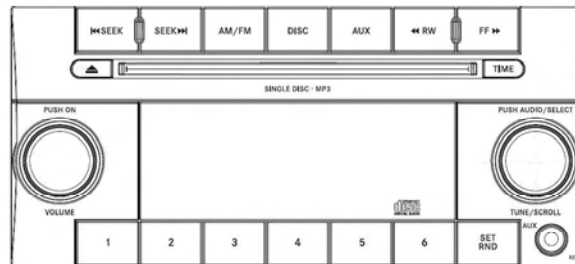 SEEK
SEEK
AM/FM
DISC
AUX
RW
FF
TIME
SINGLE DISC · MP3
PUSH ON
PUSH AUDIO/SELECT
VOLUME
disc
TUNE/SCROLL
1
2
3
4
5
6
SET
RND
AUX